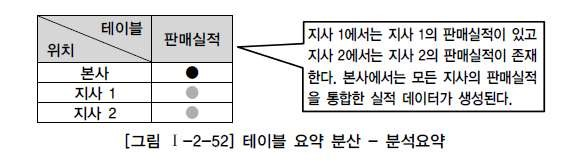 테이블
위치
판매실적
본사
지사 1
지사 2
지사 1에서는 지사 1의 판매실적이 있고
지사 2에서는 지사 2의 판매실적이 존재
한다. 본사에서는 모든 지사의 판매실적
을 통합한 실적 데이터가 생성된다.
[그림 Ⅰ-2-52] 테이블 요약 분산 - 분석요약